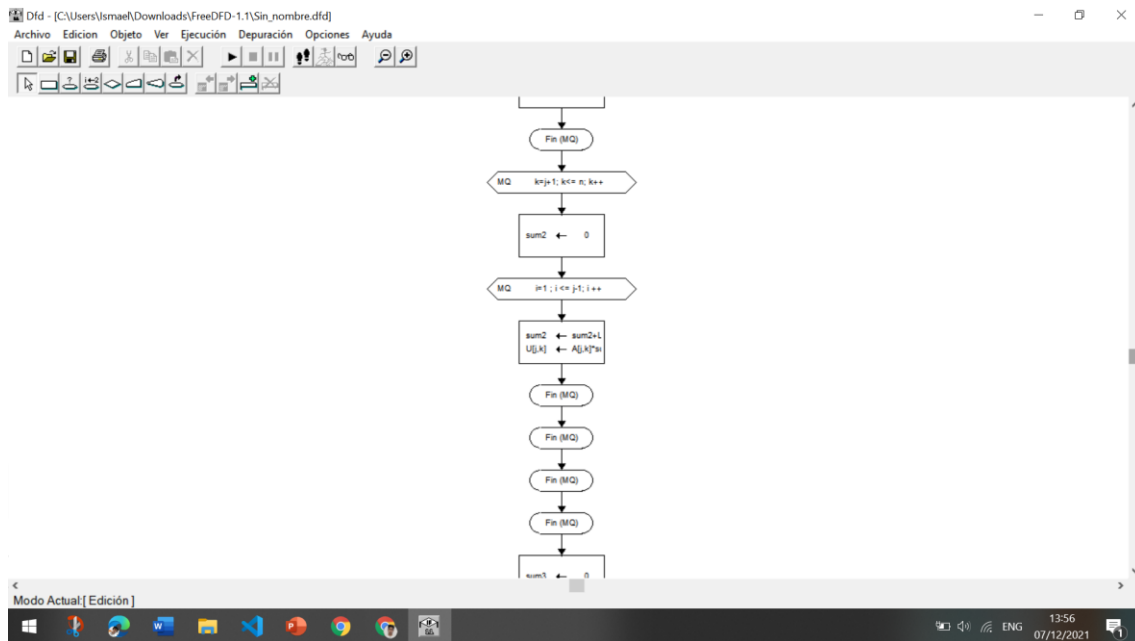 Dfd - [C:\Users\Ismael\Downloads\FreeDFD-1.1\Sin_nombre.dfd]
Archivo Edicion Objeto Ver Ejecución Depuración Opciones Ayuda
Fin (MQ)
MQ k=j+1; k<= n; k++
sum2 ← 0
MQ i=1 ; i <= j-1; i ++
sum2 ← sum2+L
U[j,k] ← A[j,k]*s
Fin (MQ)
Fin (MQ)
Fin (MQ)
Fin (MQ)
sum3 ← 0
Modo Actual:[ Edición ]
ENG
13:56
07/12/2021